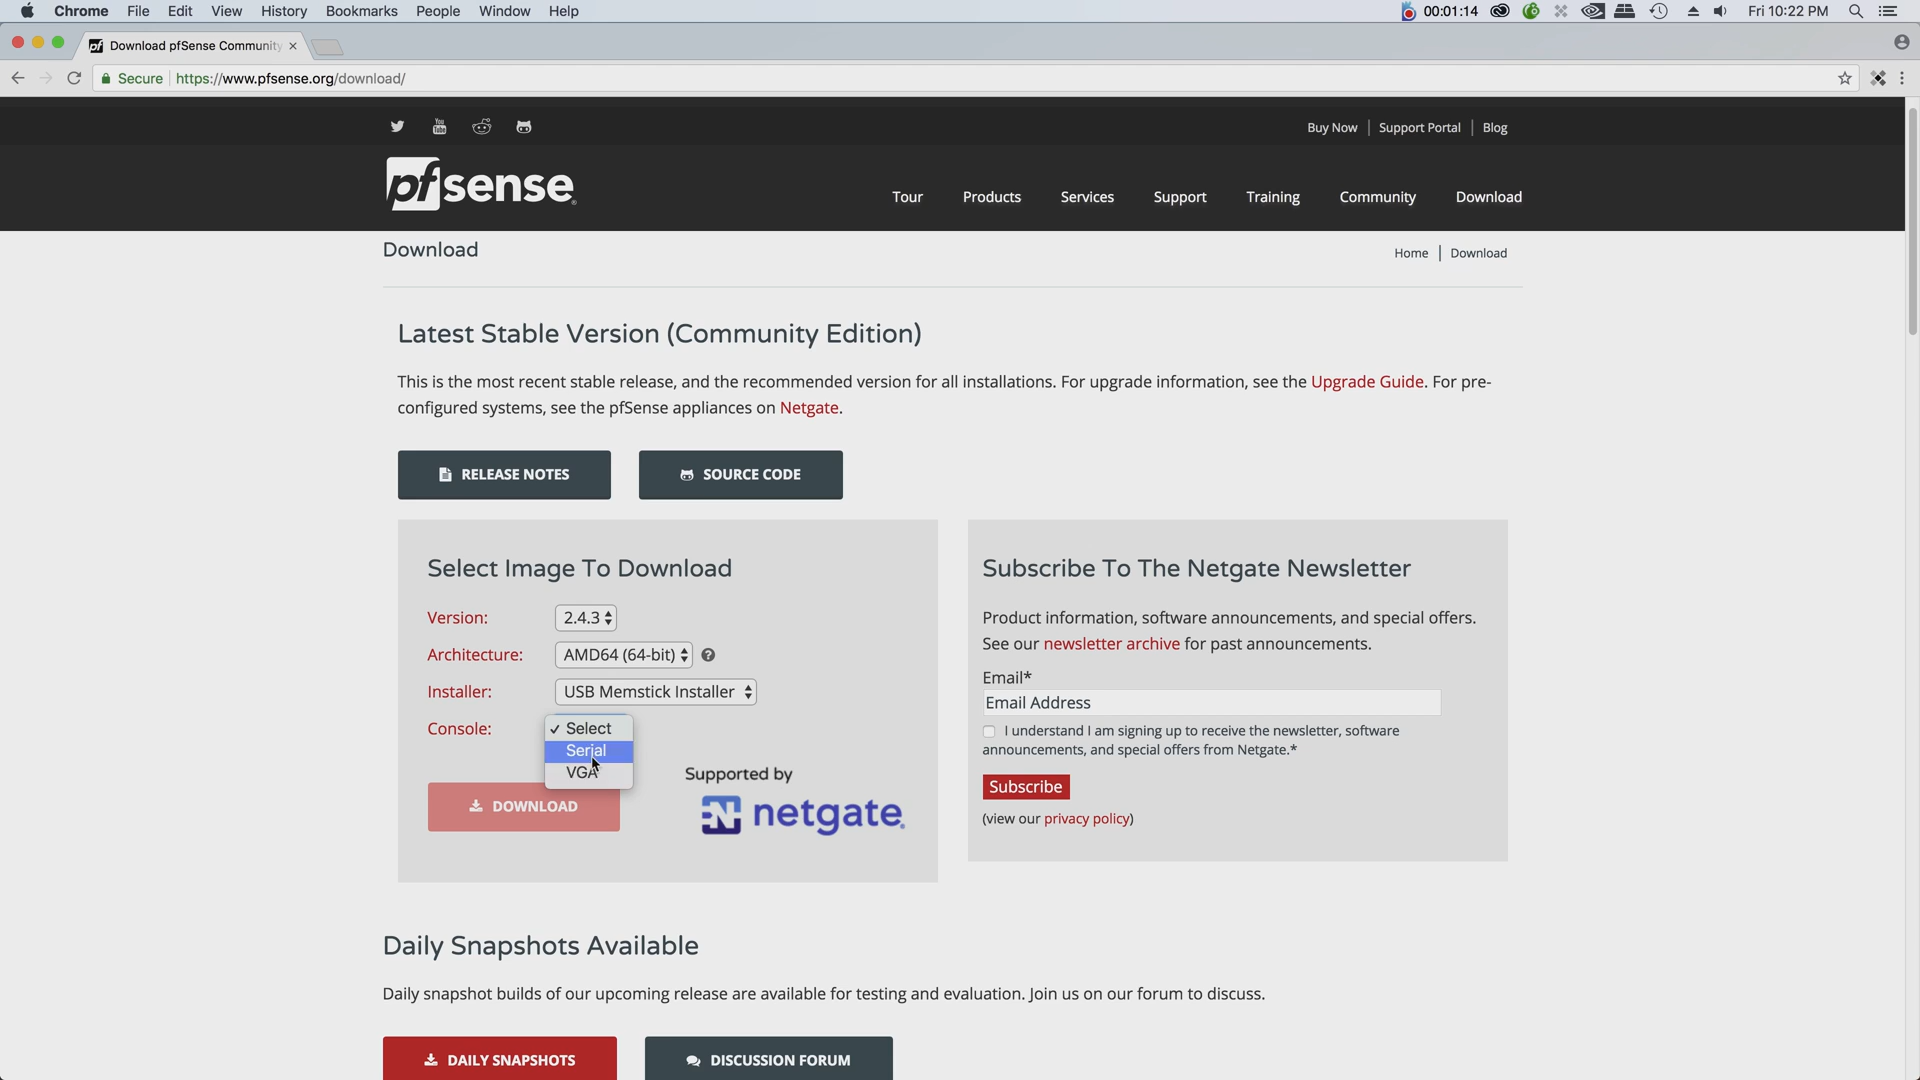 Chrome File Edit View History Bookmarks People Window Help 00:01:14 Fri 10:22 PM
Download pfSense Community
Secure https://www.pfsense.org/download/
You Tube Buy Now Support Portal Blog
pfsense Tour Products Services Support Training Community Download
Download Home Download
Latest Stable Version (Community Edition)
This is the most recent stable release, and the recommended version for all installations. For upgrade information, see the Upgrade Guide. For pre-
configured systems, see the pfSense appliances on Netgate.
RELEASE NOTES SOURCE CODE
Select Image To Download
Version: 2.4.3
Architecture: AMD64 (64-bit) ?
Installer: USB Memstick Installer
Console: ✓ Select
Serial
VGA
DOWNLOAD
Supported by
N netgate.
Subscribe To The Netgate Newsletter
Product information, software announcements, and special offers.
See our newsletter archive for past announcements.
Email*
Email Address
I understand I am signing up to receive the newsletter, software
announcements, and special offers from Netgate.*
Subscribe
(view our privacy policy)
Daily Snapshots Available
Daily snapshot builds of our upcoming release are available for testing and evaluation. Join us on our forum to discuss.
DAILY SNAPSHOTS DISCUSSION FORUM